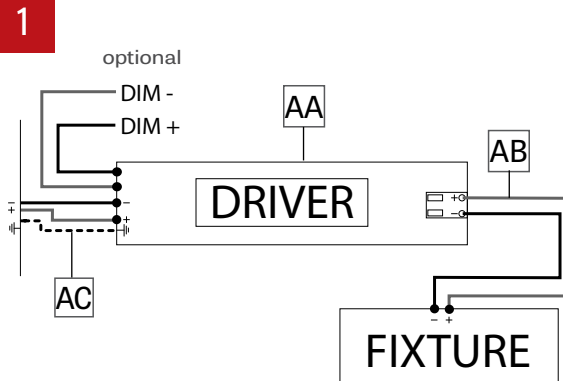 1
optional
DIM -
DIM +
AA
AB
DRIVER
- -
+ +
+
-
AC
- +
FIXTURE